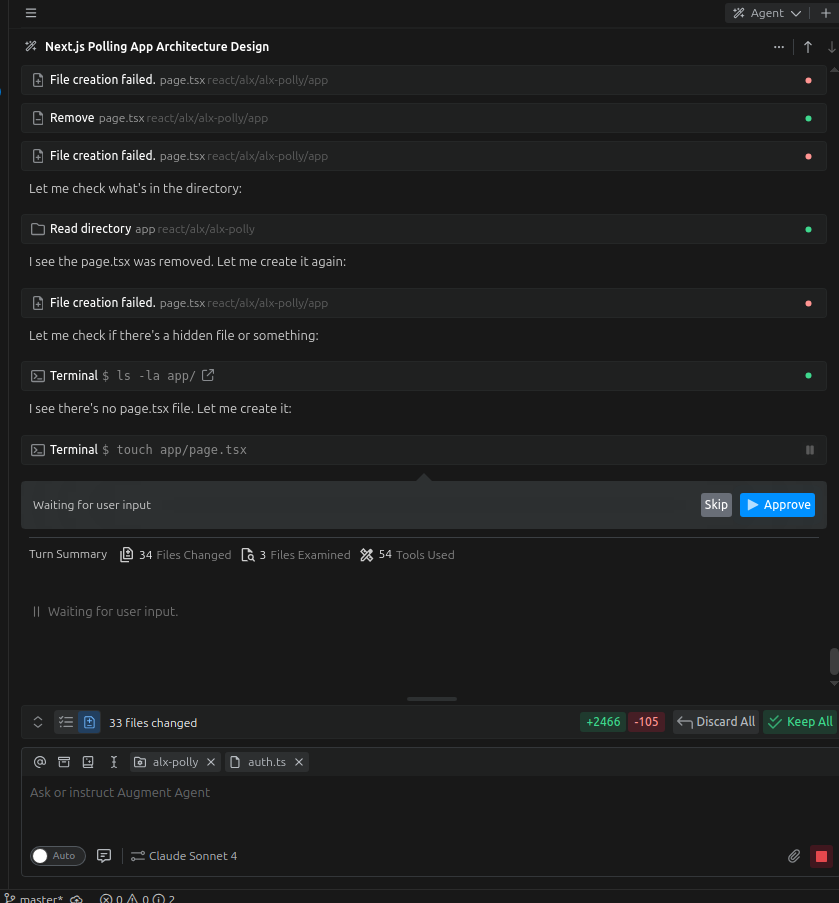 Agent
Next.js Polling App Architecture Design
File creation failed. page.tsx react/alx/alx-polly/app
Remove page.tsx react/alx/alx-polly/app
File creation failed. page.tsx react/alx/alx-polly/app
Let me check what's in the directory:
Read directory app react/alx/alx-polly
I see the page.tsx was removed. Let me create it again:
File creation failed. page.tsx react/alx/alx-polly/app
Let me check if there's a hidden file or something:
Terminal $ ls -la app/
I see there's no page.tsx file. Let me create it:
Terminal $ touch app/page.tsx
Waiting for user input Skip Approve
Turn Summary 34 Files Changed 3 Files Examined 54 Tools Used
Waiting for user input.
33 files changed +2466 -105 Discard All Keep All
@ alx-polly auth.ts
Ask or instruct Augment Agent
Auto Claude Sonnet 4
master* 0 0 2